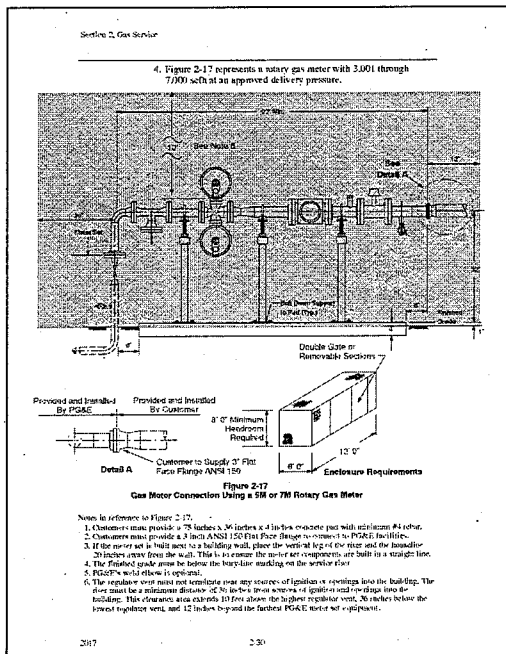 Section 2, Gas Service
4. Figure 2-17 represents a rotary gas meter with 3,001 through
7,000 scfh at an approved delivery pressure.
See Note 6
See
Detail A
Double Gate or
Removable Sections
Provided and Installed
By PG&E
Provided and Installed
By Customer
8' 0" Minimum
Headroom
Required
Detail A
Customer to Supply 3" Flat
Face Flange ANSI 150
6' 0"
12' 0"
Enclosure Requirements
Figure 2-17
Gas Meter Connection Using a 5M or 7M Rotary Gas Meter
Notes in reference to Figure 2-17.
1. Customers must provide a 75 inches x 36 inches x 4 inches concrete pad with minimum #4 rebar.
2. Customers must provide a 3 inch ANSI 150 Flat Face flange to connect to PG&E facilities.
3. If the meter set is built next to a building wall, place the vertical leg of the riser and the houseline
20 inches away from the wall. This is to ensure the meter set components are built in a straight line.
4. The finished grade must be below the bury-line marking on the service riser
5. PG&E's weld elbow is optional.
6. The regulator vent must not terminate near any sources of ignition or openings into the building. The
riser must be a minimum distance of 36 inches from sources of ignition and openings into the
building. This clearance area extends 10 feet above the highest regulator vent, 36 inches below the
lowest regulator vent, and 12 inches beyond the furthest PG&E meter set equipment.
2017
2-30